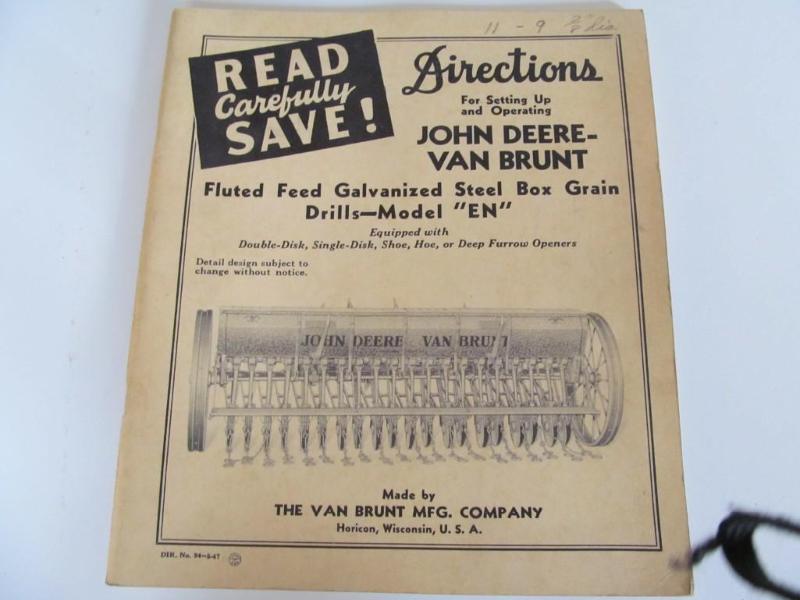 11 - 9
READ
Carefully
SAVE!
Directions
For Setting Up
and Operating
JOHN DEERE-
VAN BRUNT
Fluted Feed Galvanized Steel Box Grain
Drills—Model "EN"
Equipped with
Double-Disk, Single-Disk, Shoe, Hoe, or Deep Furrow Openers
Detail design subject to
change without notice.
JOHN DEERE VAN BRUNT
Made by
THE VAN BRUNT MFG. COMPANY
Horicon, Wisconsin, U. S. A.
DIR. No.